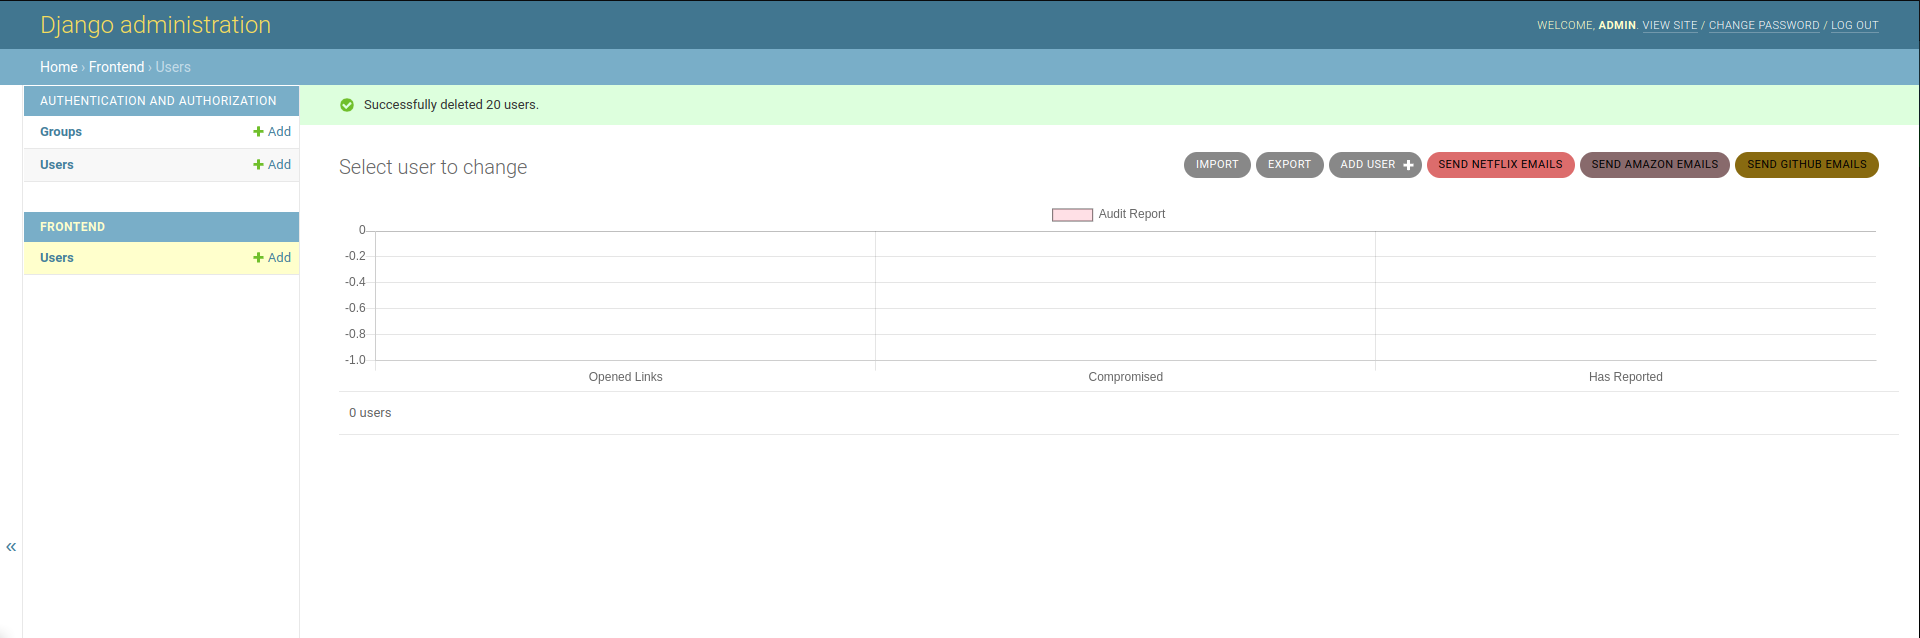 Django administration
WELCOME, ADMIN. VIEW SITE / CHANGE PASSWORD / LOG OUT
Home › Frontend › Users
AUTHENTICATION AND AUTHORIZATION
Groups
Add
Users
Add
FRONTEND
Users
Add
«
Successfully deleted 20 users.
Select user to change
IMPORT
EXPORT
ADD USER
SEND NETFLIX EMAILS
SEND AMAZON EMAILS
SEND GITHUB EMAILS
Audit Report
0
-0.2
-0.4
-0.6
-0.8
-1.0
Opened Links
Compromised
Has Reported
0 users